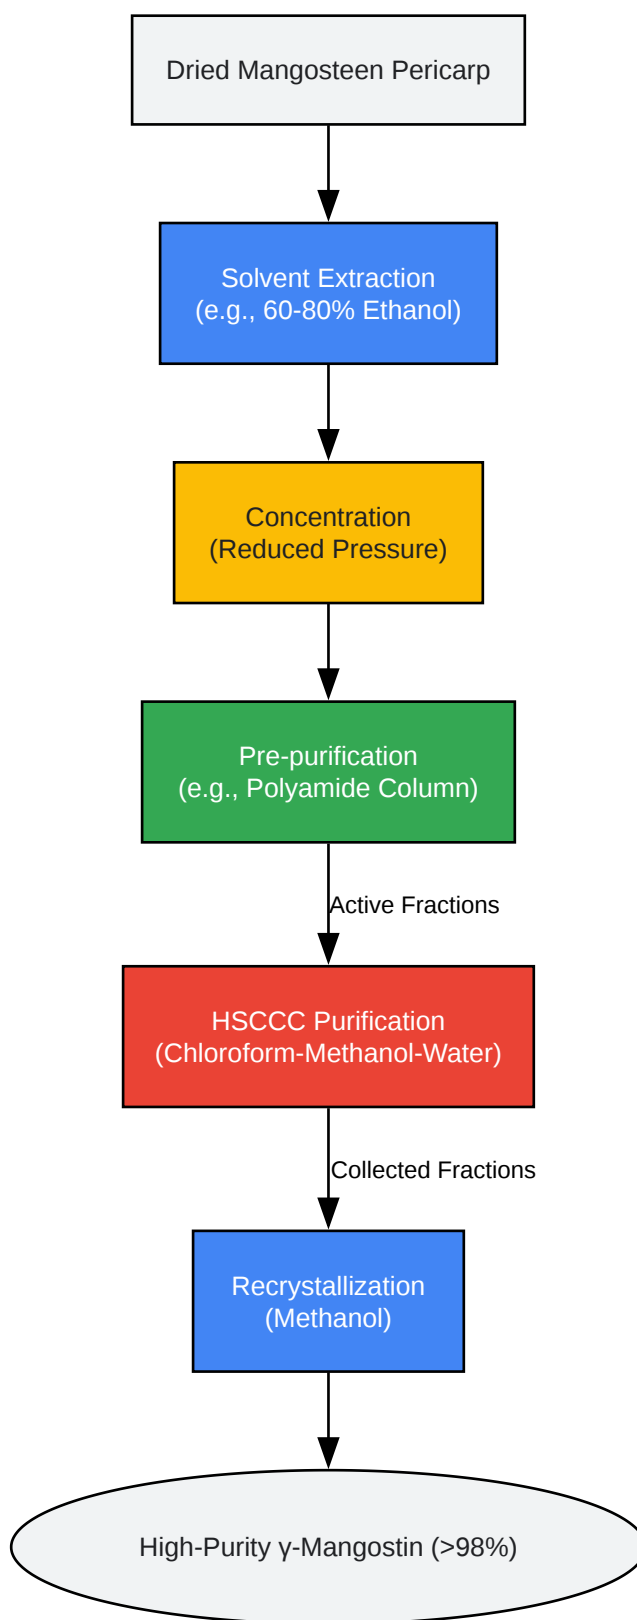 Dried Mangosteen Pericarp
Solvent Extraction
(e.g., 60-80% Ethanol)
Concentration
(Reduced Pressure)
Pre-purification
(e.g., Polyamide Column)
Active Fractions
HSCCC Purification
(Chloroform-Methanol-Water)
Collected Fractions
Recrystallization
(Methanol)
High-Purity γ-Mangostin (>98%)